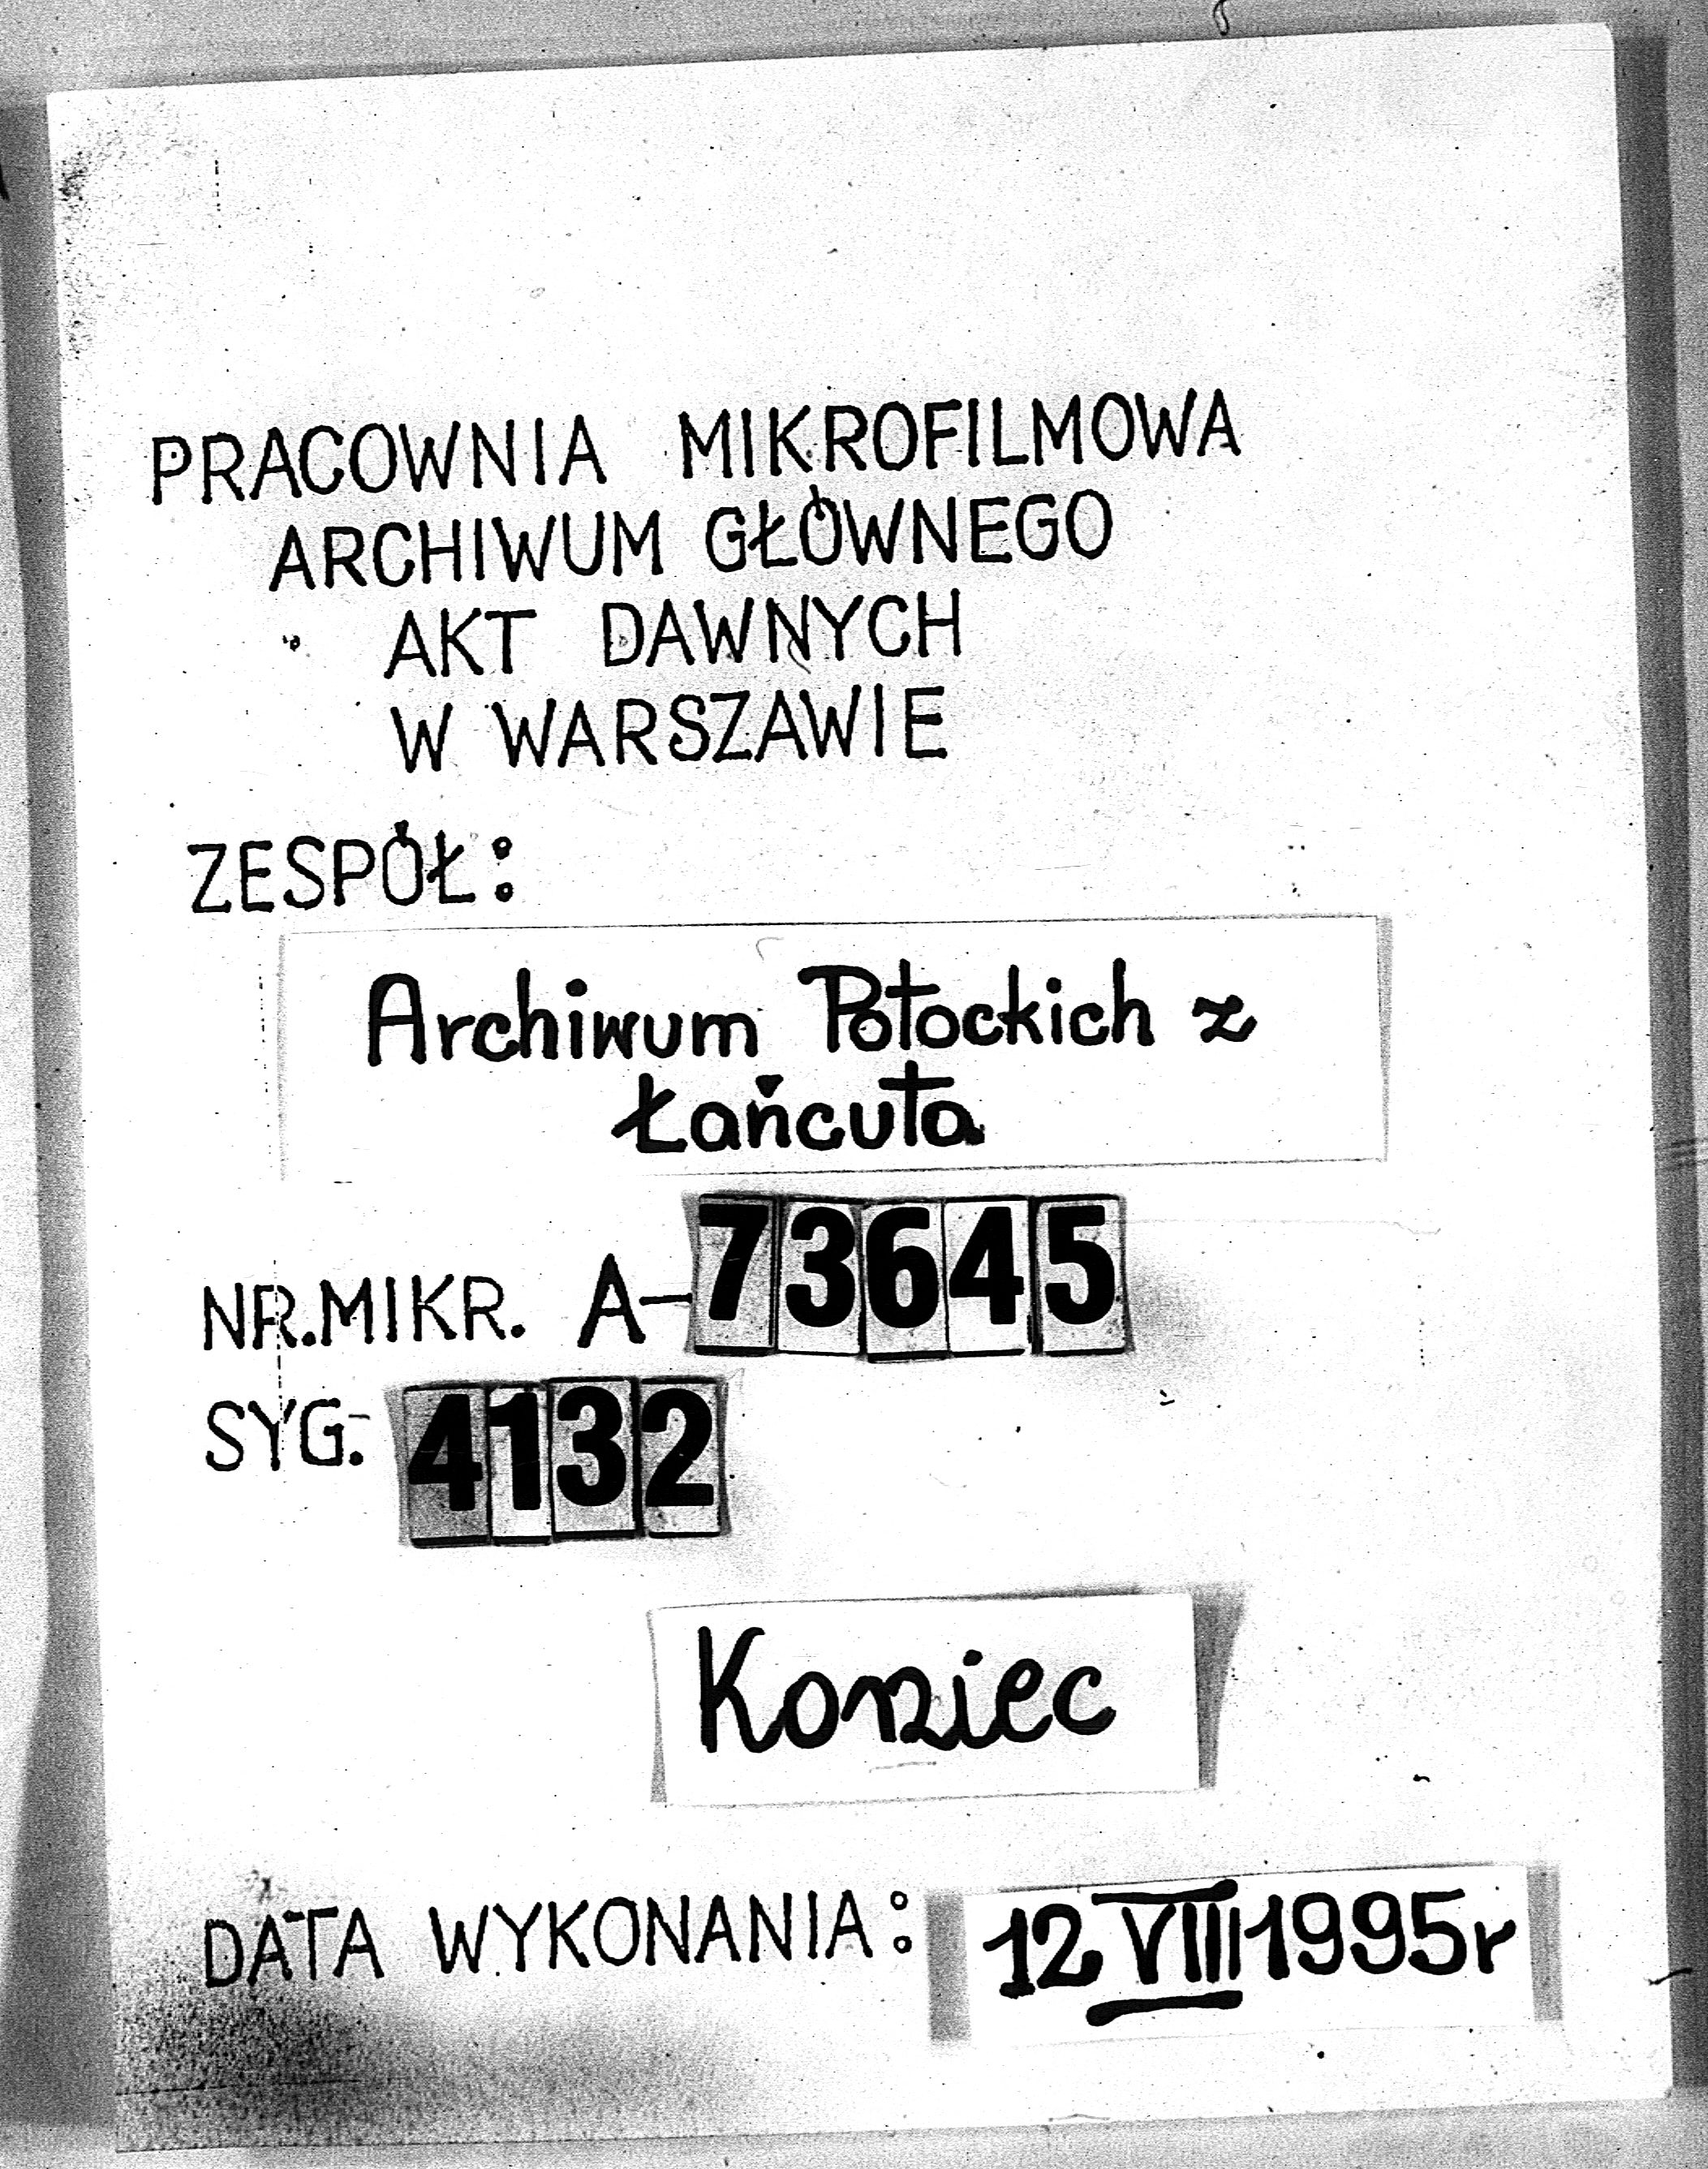 PRACOWNIA MIKROFILMOWA
ARCHIWUM GŁÓWNEGO
AKT DAWNYCH
W WARSZAWIE
ZESPÓŁ:
Archiwum Potockich z
Łańcuta
NR.MIKR. A-73645
SYG. 4132
Koniec
DATA WYKONANIA: 12 VIII 1995r